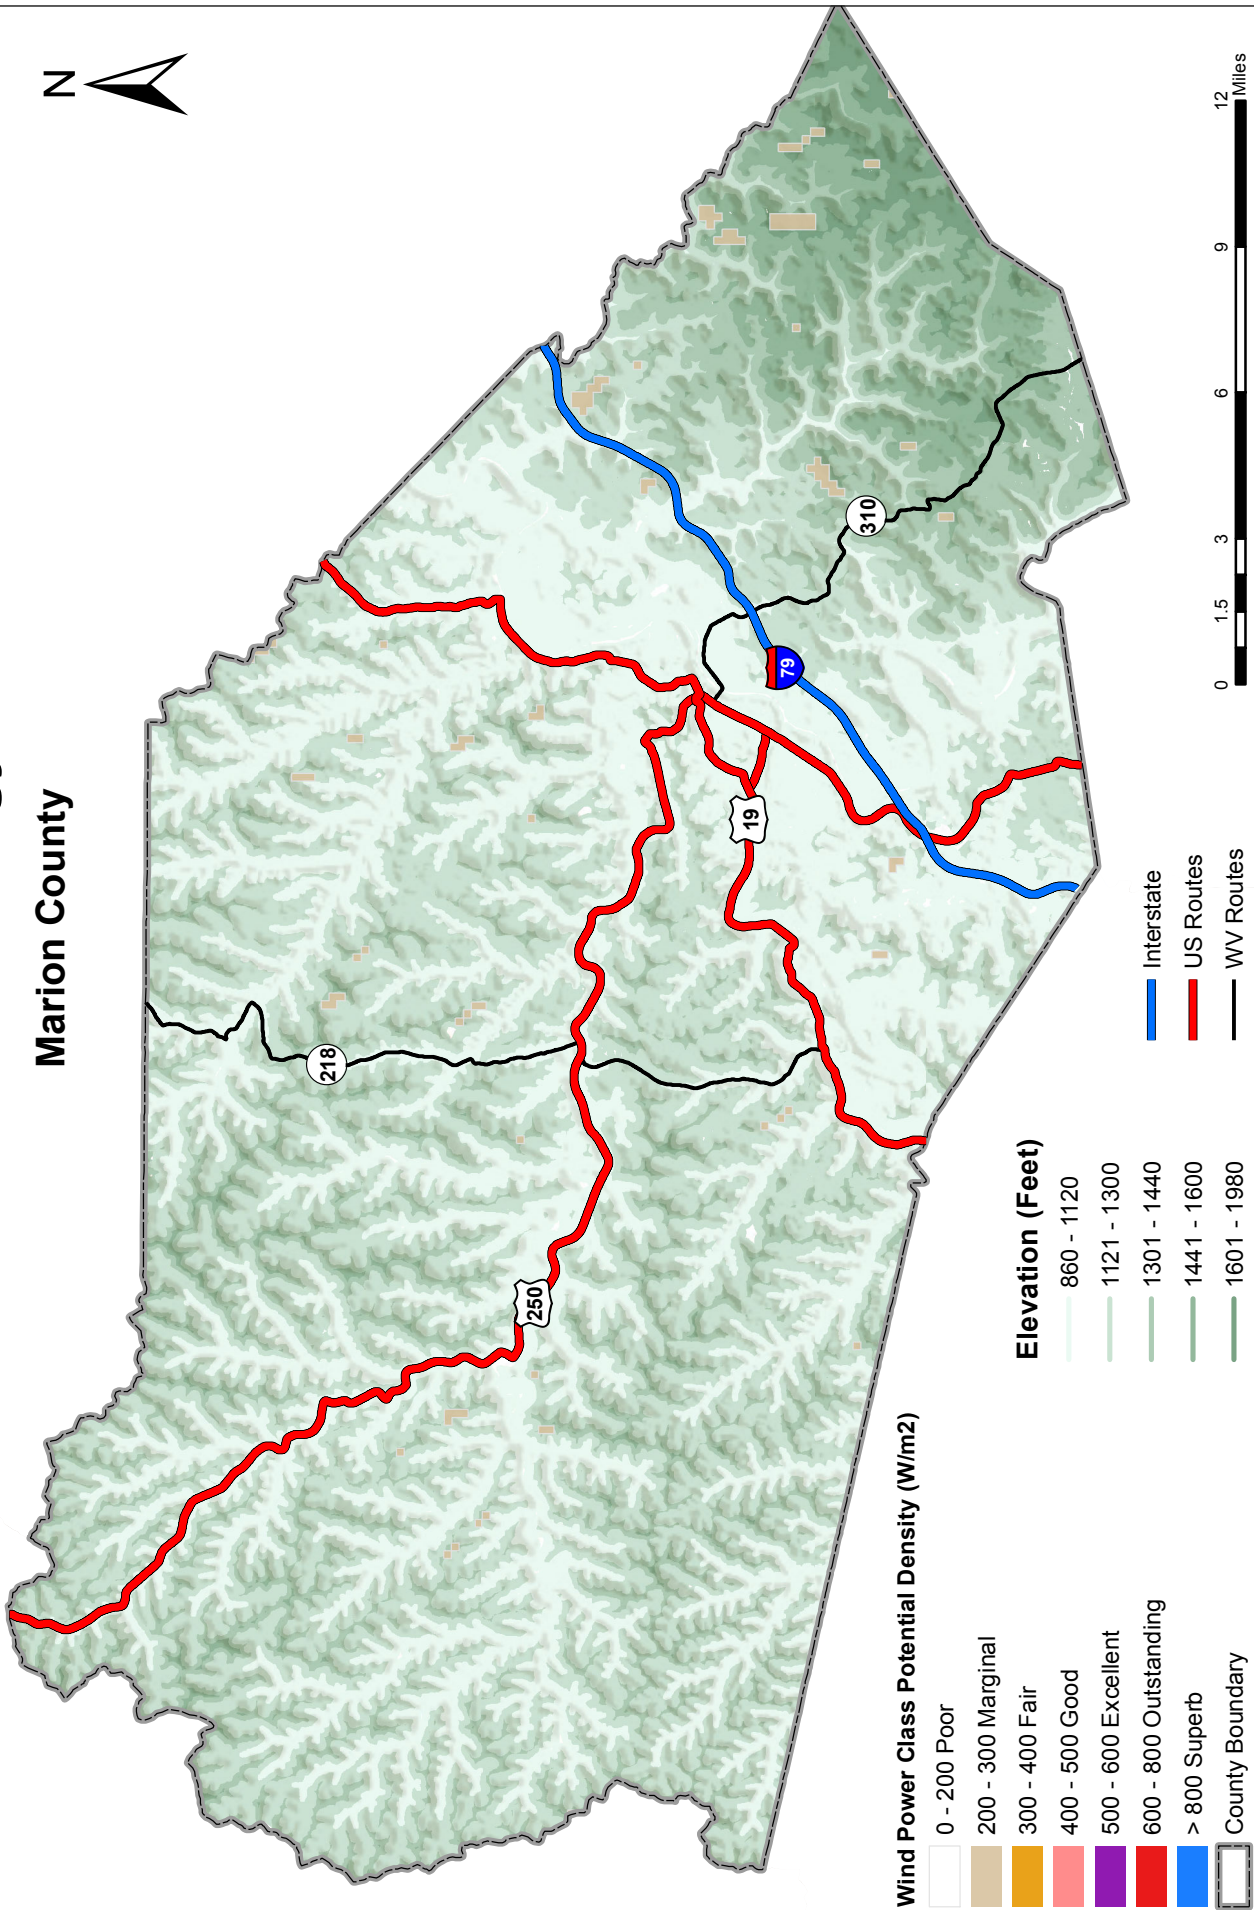 Marion County
N
218
250
19
79
310
Wind Power Class Potential Density (W/m2)
0 - 200 Poor
200 - 300 Marginal
300 - 400 Fair
400 - 500 Good
500 - 600 Excellent
600 - 800 Outstanding
> 800 Superb
County Boundary
Elevation (Feet)
860 - 1120
1121 - 1300
1301 - 1440
1441 - 1600
1601 - 1980
Interstate
US Routes
WV Routes
0 1.5 3 6 9 12
Miles